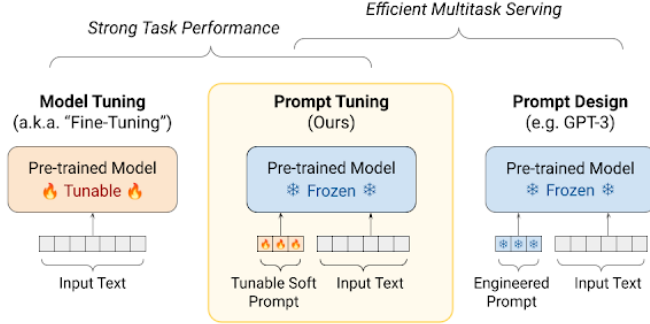 Efficient Multitask Serving
Strong Task Performance
Model Tuning
(a.k.a. “Fine-Tuning”)
Pre-trained Model
Tunable
Input Text
Prompt Tuning
(Ours)
Pre-trained Model
Frozen
Tunable Soft
Prompt
Input Text
Prompt Design
(e.g. GPT-3)
Pre-trained Model
Frozen
Engineered
Prompt
Input Text